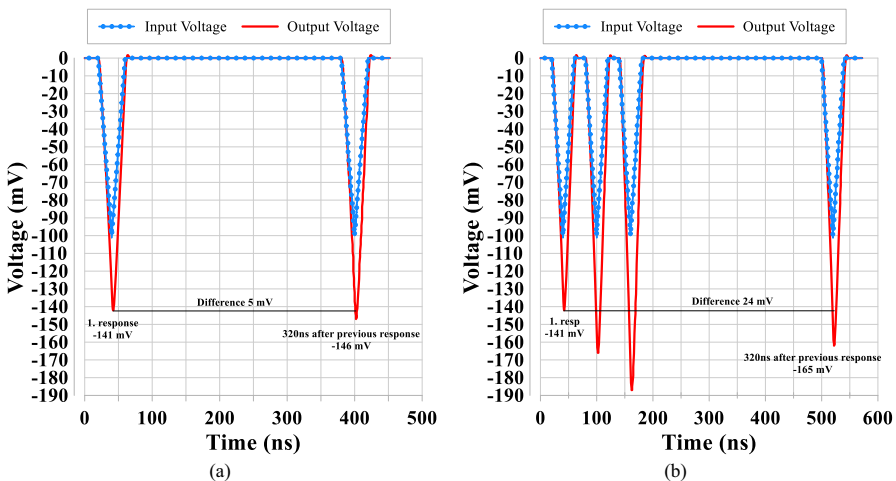 Input Voltage Output Voltage
0
-10
-20
-30
-40
-50
-60
-70
-80
-90
-100
-110
-120
-130
-140
-150
-160
-170
-180
-190
Voltage (mV)
Difference 5 mV
1. response
-141 mV
320ns after previous response
-146 mV
0 100 200 300 400 500
Time (ns)
(a)
Input Voltage Output Voltage
0
-10
-20
-30
-40
-50
-60
-70
-80
-90
-100
-110
-120
-130
-140
-150
-160
-170
-180
-190
Voltage (mV)
Difference 24 mV
1. resp
-141 mV
320ns after previous response
-165 mV
0 100 200 300 400 500 600
Time (ns)
(b)